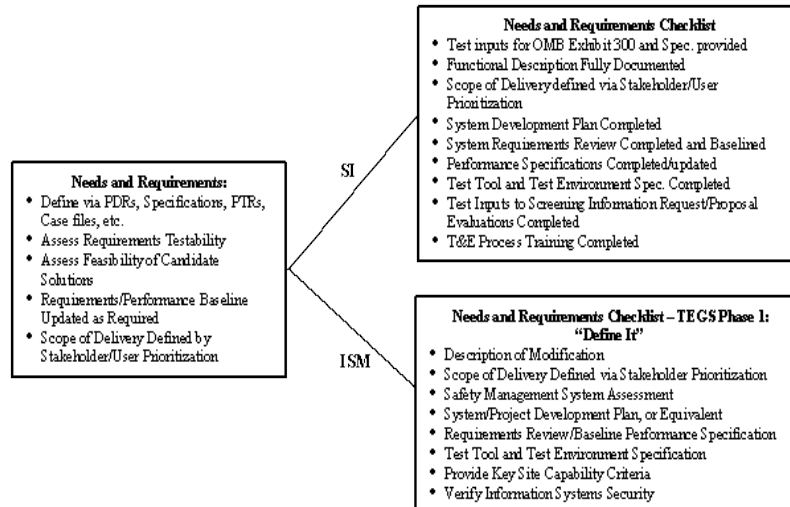 Needs and Requirements Checklist
• Test inputs for OMB Exhibit 300 and Spec. provided
• Functional Description Fully Documented
• Scope of Delivery defined via Stakeholder/User
Prioritization
• System Development Plan Completed
• System Requirements Review Completed and Baselined
• Performance Specifications Completed/updated
• Test Tool and Test Environment Spec. Completed
• Test Inputs to Screening Information Request/Proposal
Evaluations Completed
• T&E Process Training Completed
SI
Needs and Requirements:
• Define via PDRs, Specifications, PTRs,
Case files, etc.
• Assess Requirements Testability
• Assess Feasibility of Candidate
Solutions
• Requirements/Performance Baseline
Updated as Required
• Scope of Delivery Defined by
Stakeholder/User Prioritization
ISM
Needs and Requirements Checklist – TEGS Phase 1:
“Define It”
• Description of Modification
• Scope of Delivery Defined via Stakeholder Prioritization
• Safety Management System Assessment
• System/Project Development Plan, or Equivalent
• Requirements Review/Baseline Performance Specification
• Test Tool and Test Environment Specification
• Provide Key Site Capability Criteria
• Verify Information Systems Security